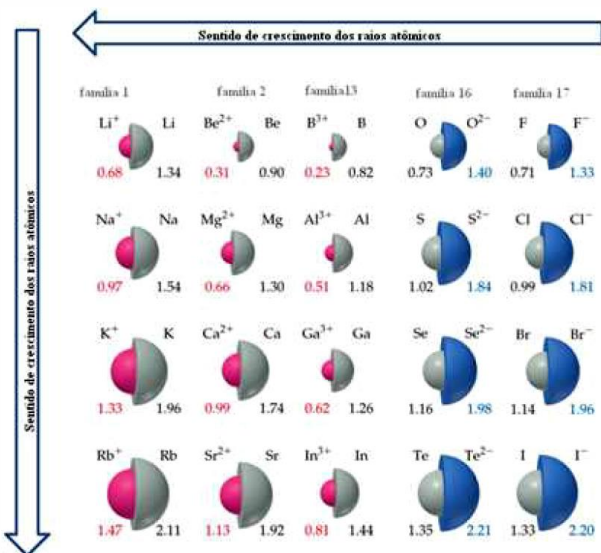 Sentido de crescimento dos raios atômicos
Sentido de crescimento dos raios atômicos
família 1 família 2 família13 família 16 família 17
Li⁺ Li Be²⁺ Be B³⁺ B O O²⁻ F F⁻
0.68 1.34 0.31 0.90 0.23 0.82 0.73 1.40 0.71 1.33
Na⁺ Na Mg²⁺ Mg Al³⁺ Al S S²⁻ Cl Cl⁻
0.97 1.54 0.66 1.30 0.51 1.18 1.02 1.84 0.99 1.81
K⁺ K Ca²⁺ Ca Ga³⁺ Ga Se Se²⁻ Br Br⁻
1.33 1.96 0.99 1.74 0.62 1.26 1.16 1.98 1.14 1.96
Rb⁺ Rb Sr²⁺ Sr In³⁺ In Te Te²⁻ I I⁻
1.47 2.11 1.13 1.92 0.81 1.44 1.35 2.21 1.33 2.20